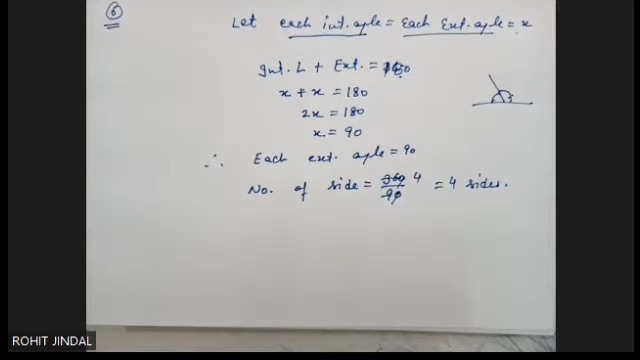 6
Let each int. angle = Each Ext. angle = x
Int. L + Ext. = 180
x + x = 180
2x = 180
x = 90
∴ Each ext. angle = 90
No. of side = 360/90 4 = 4 sides.
ROHIT JINDAL